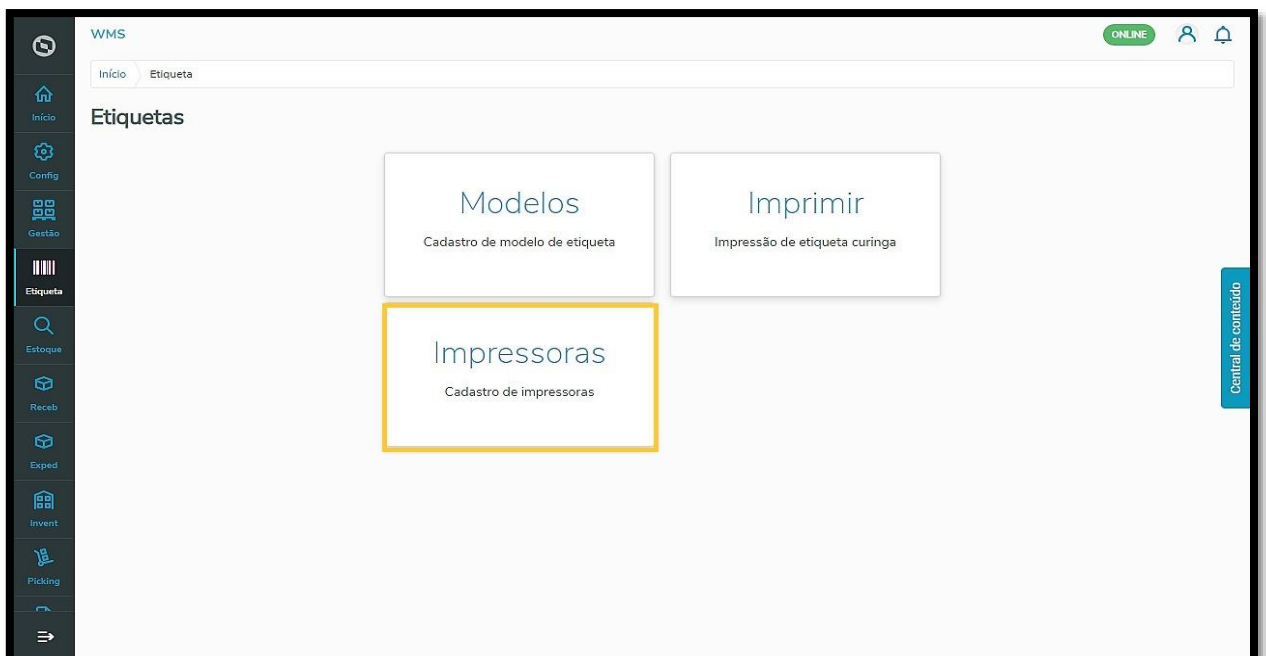 WMS
ONLINE
Início
Etiqueta
Etiquetas
Início
Config
Gestão
Etiqueta
Estoque
Receb
Exped
Invent
Picking
Modelos
Cadastro de modelo de etiqueta
Imprimir
Impressão de etiqueta curinga
Impressoras
Cadastro de impressoras
Central de conteúdo